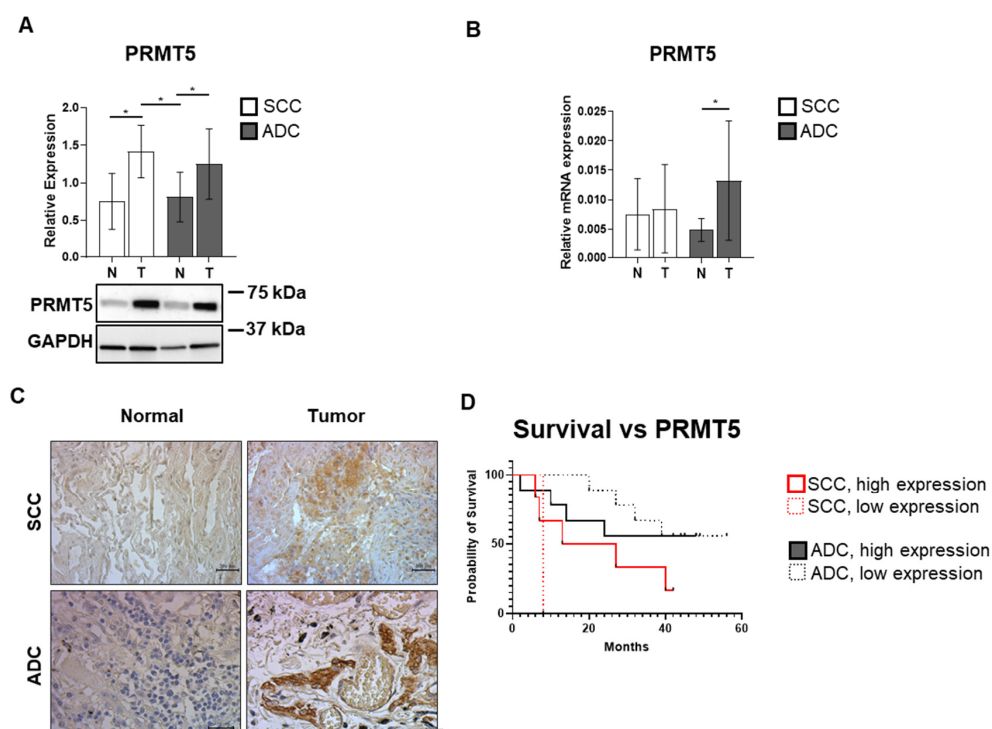 A
PRMT5
* * *
SCC
ADC
Relative Expression
2.0
1.5
1.0
0.5
0.0
N T N T
PRMT5
GAPDH
75 kDa
37 kDa
B
PRMT5
*
SCC
ADC
Relative mRNA expression
0.025
0.020
0.015
0.010
0.005
0.000
N T N T
C
Normal Tumor
SCC
ADC
D
Survival vs PRMT5
Probability of Survival
100
50
0
0 20 40 60
Months
SCC, high expression
SCC, low expression
ADC, high expression
ADC, low expression